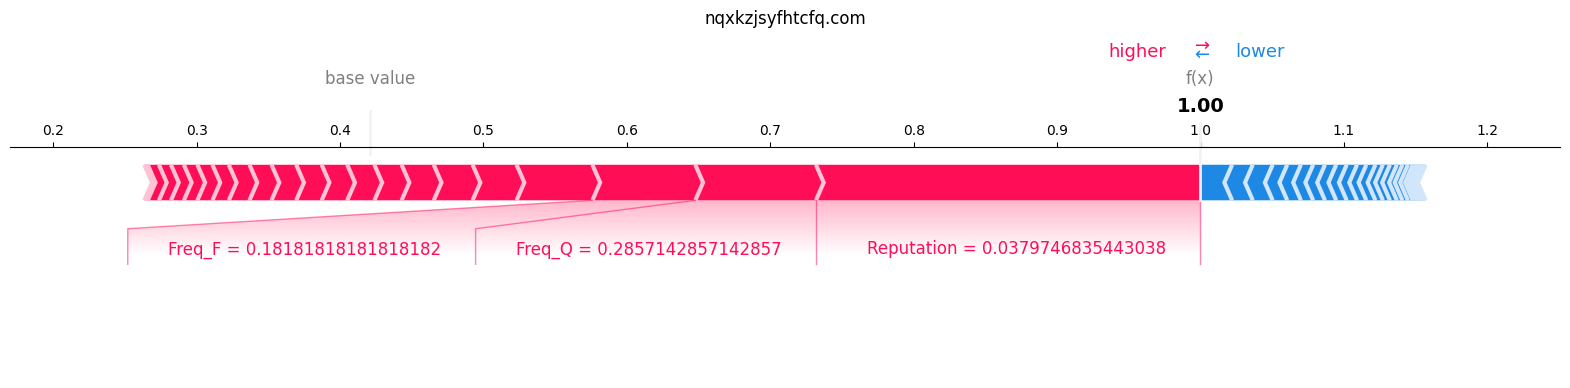 nqxkzjsyfhtcfq.com
higher ⇄ lower
base value f(x)
1.00
0.2 0.3 0.4 0.5 0.6 0.7 0.8 0.9 1.0 1.1 1.2
Freq_F = 0.18181818181818182 Freq_Q = 0.2857142857142857 Reputation = 0.0379746835443038